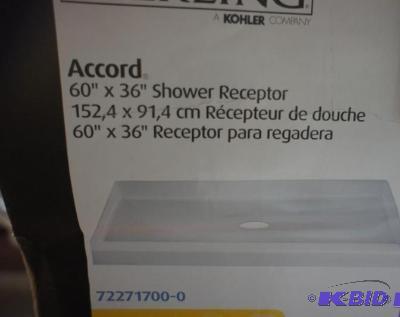 A KOHLER COMPANY
Accord®
60" x 36" Shower Receptor
152,4 x 91,4 cm Récepteur de douche
60" x 36" Receptor para regadera
72271700-0
K-BID